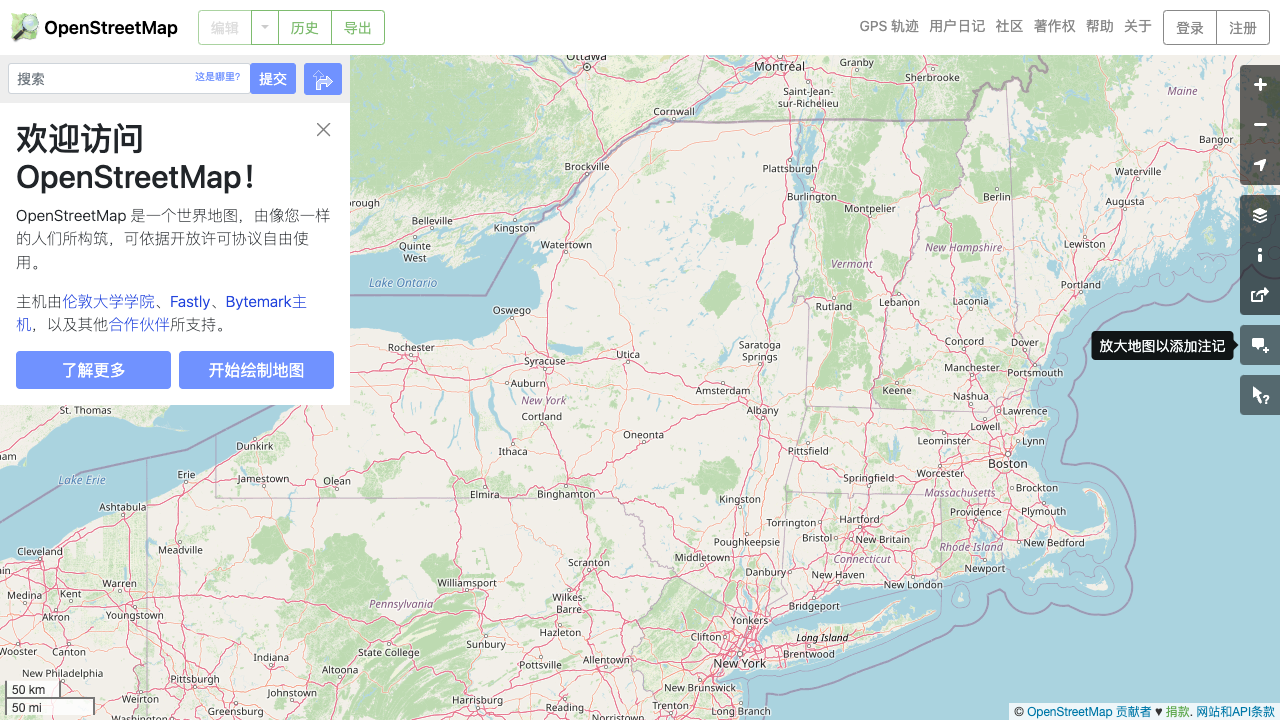 OpenStreetMap
编辑
历史
导出
GPS 轨迹
用户日记
社区
著作权
帮助
关于
登录
注册
搜索
这是哪里?
提交
欢迎访问
OpenStreetMap！
OpenStreetMap 是一个世界地图，由像您一样
的人们所构筑，可依据开放许可协议自由使
用。
主机由伦敦大学学院、Fastly、Bytemark主
机，以及其他合作伙伴所支持。
了解更多
开始绘制地图
放大地图以添加注记
Ottawa
Montréal
Granby
Sherbrooke
Saint-Jean-
sur-Richelieu
Maine
Cornwall
Bangor
Brockville
Plattsburgh
Waterville
Burlington
Berlin
Augusta
orough
Belleville
Kingston
Montpelier
Quinte
West
Watertown
New Hampshire
Lewiston
Vermont
Lake Ontario
Portland
Rutland
Lebanon
Laconia
Oswego
Saratoga
Springs
Concord
Dover
Syracuse
Utica
Manchester
Portsmouth
Auburn
Amsterdam
Keene
Nashua
New York
St. Thomas
Cortland
Albany
Lawrence
Lowell
Oneonta
Leominster
Lynn
Dunkirk
Ithaca
Pittsfield
Boston
ham
Lake Erie
Erie
Jamestown
Olean
Springfield
Worcester
Elmira
Binghamton
Kingston
Massachusetts
Brockton
Ashtabula
Providence
Plymouth
Torrington
Hartford
Poughkeepsie
Bristol
New Britain
Rhode Island
New Bedford
Cleveland
Meadville
Middletown
Connecticut
Scranton
Danbury
New Haven
Newport
Warren
Williamsport
New London
Medina
Kent
Wilkes-
Barre
Bridgeport
Akron
Youngstown
Pennsylvania
Yonkers
Hazleton
Clifton
Long Island
Wooster
Canton
Indiana
State College
Sunbury
Brentwood
Altoona
Pottsville
Allentown
New York
New Philadelphia
Pittsburgh
Johnstown
New Brunswick
Weirton
Harrisburg
Reading
Greensburg
Washington
Norristown
Long Branch
50 km
50 mi
© OpenStreetMap 贡献者 ♥ 捐款. 网站和API条款